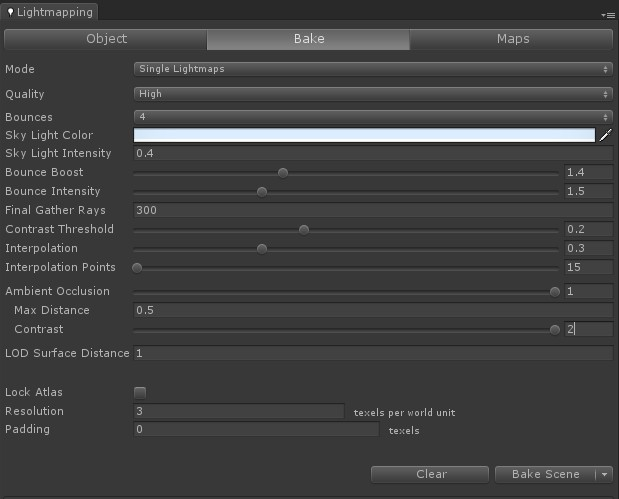 Lightmapping
Object Bake Maps
Mode Single Lightmaps
Quality High
Bounces 4
Sky Light Color
Sky Light Intensity 0.4
Bounce Boost 1.4
Bounce Intensity 1.5
Final Gather Rays 300
Contrast Threshold 0.2
Interpolation 0.3
Interpolation Points 15
Ambient Occlusion 1
Max Distance 0.5
Contrast 2
LOD Surface Distance 1
Lock Atlas
Resolution 3 texels per world unit
Padding 0 texels
Clear Bake Scene